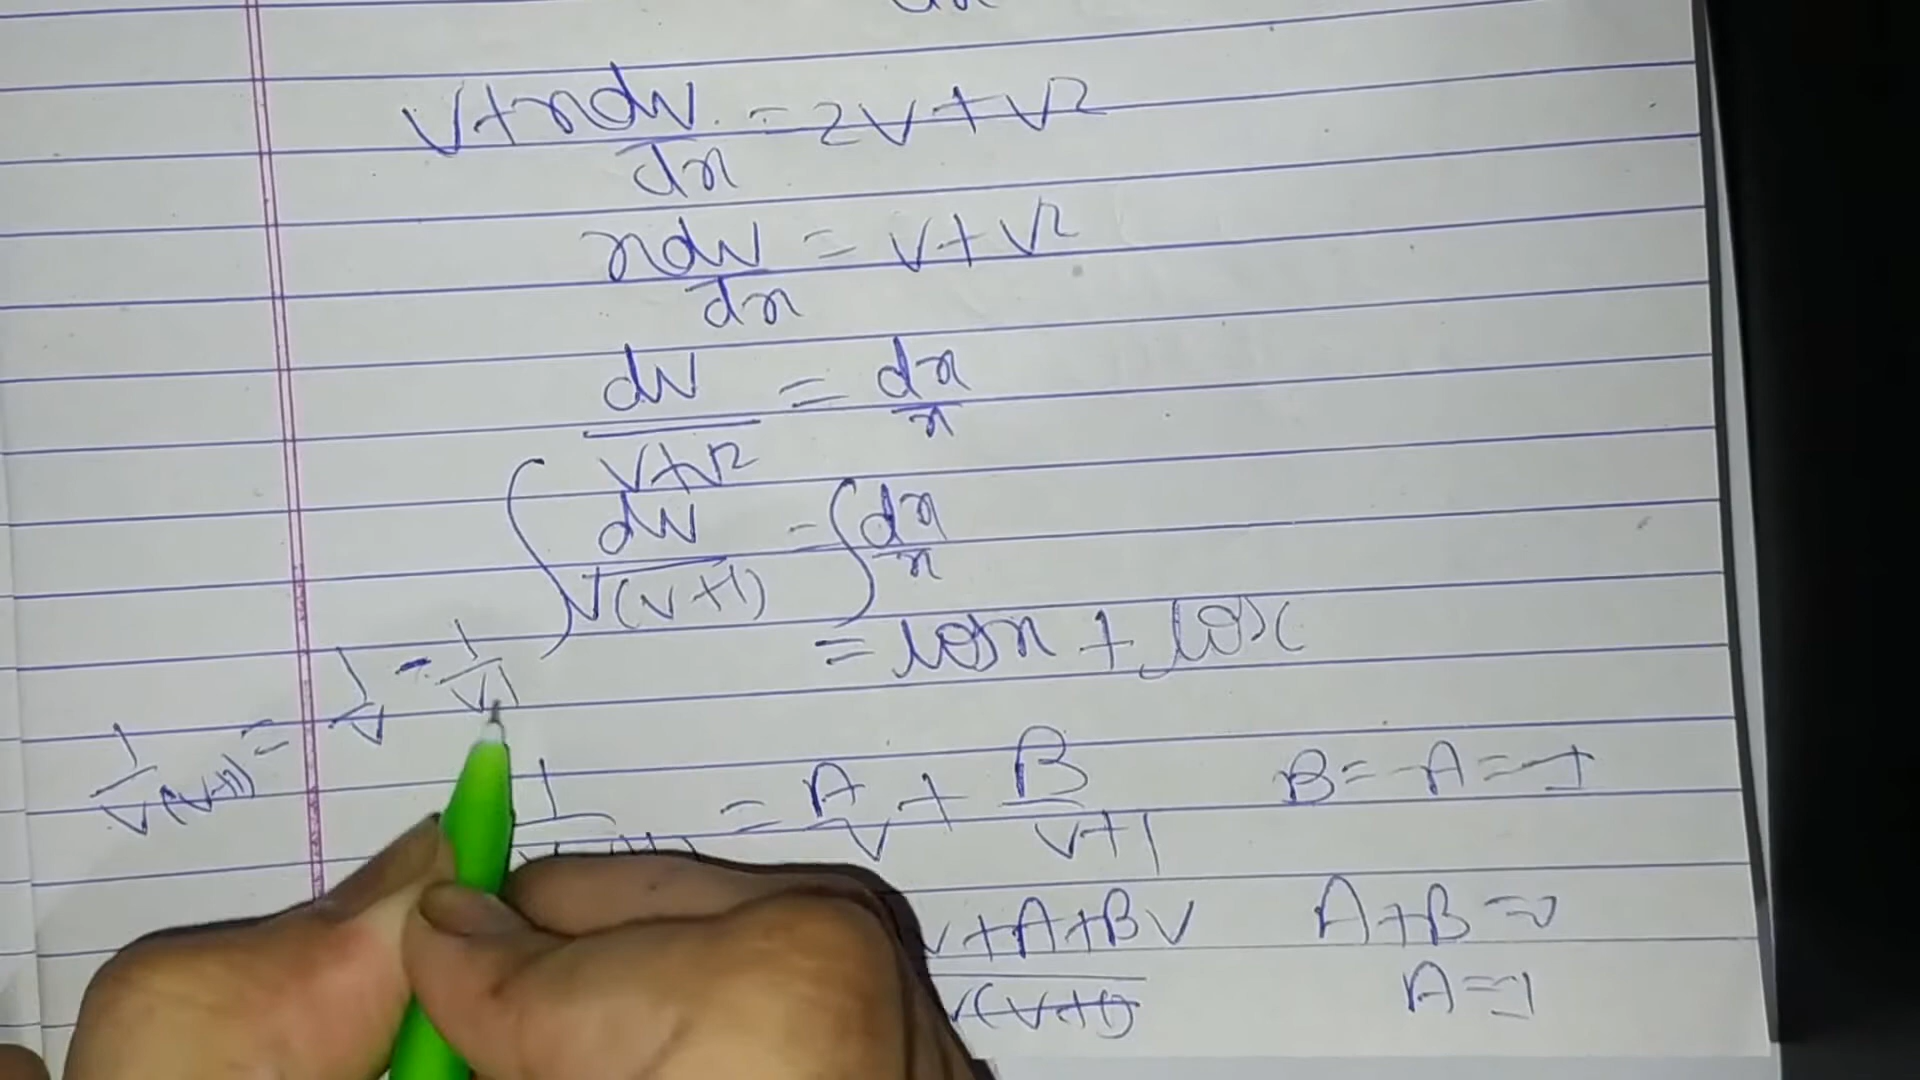 v + x dv/dx = 2v + v²
x dv/dx = v + v²
dv/(v+v²) = dx/x
∫ dv/(v(v+1)) = ∫ dx/x
= log x + log c
1/(v(v+1)) = 1/v - 1/(v+1)
= A/v + B/(v+1)
B = -A = -1
v + A + Bv
v(v+1)
A + B = 0
A = 1